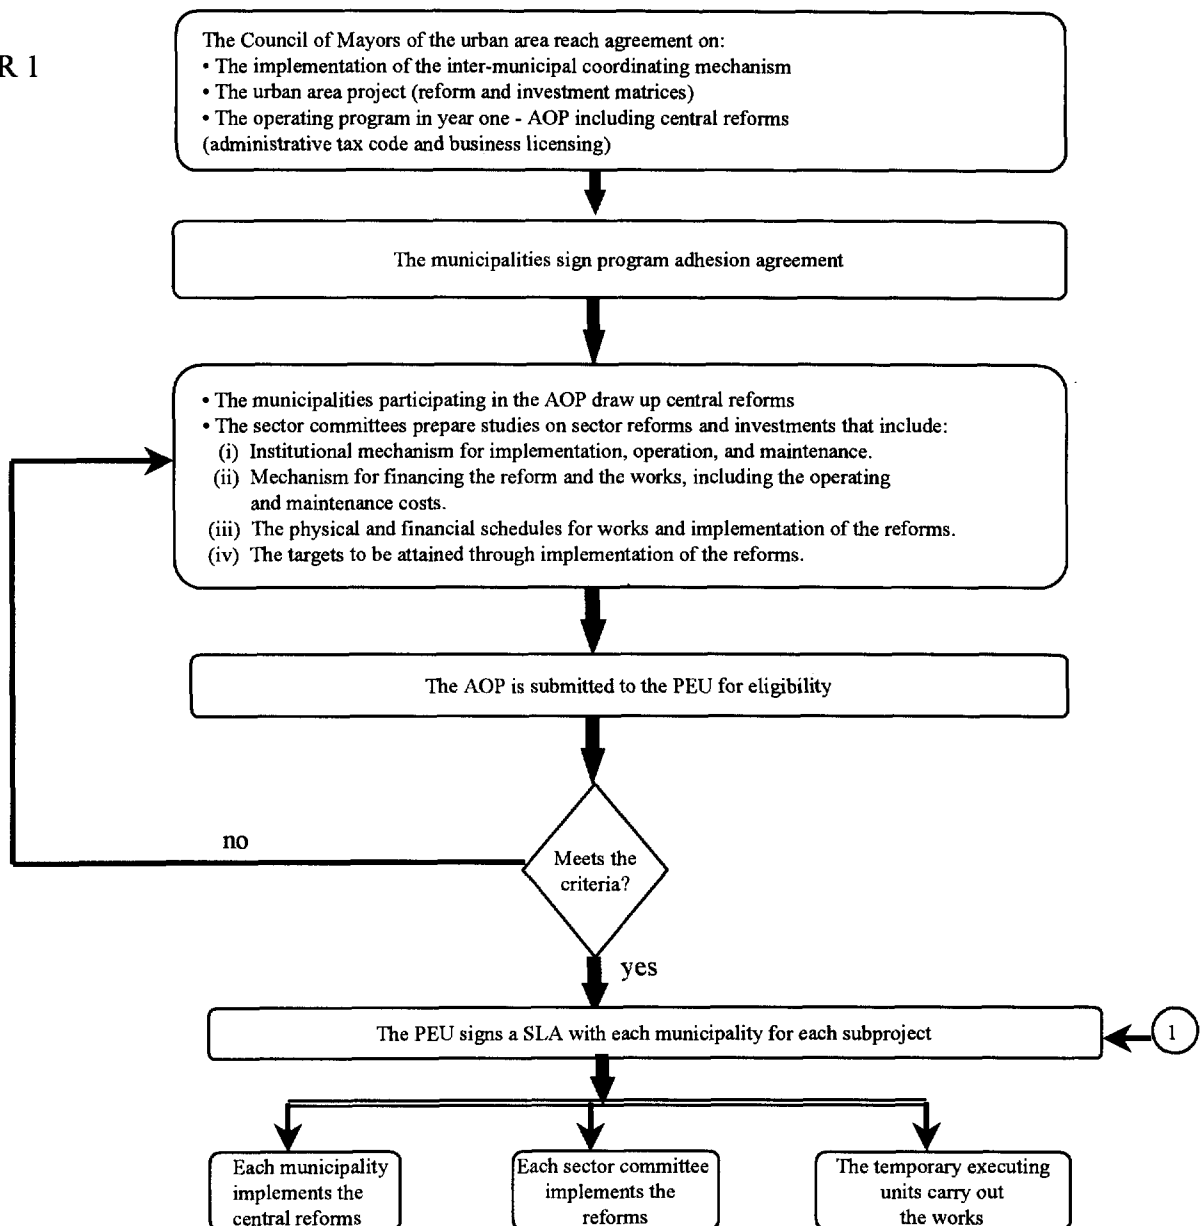 R 1
The Council of Mayors of the urban area reach agreement on:
• The implementation of the inter-municipal coordinating mechanism
• The urban area project (reform and investment matrices)
• The operating program in year one - AOP including central reforms
(administrative tax code and business licensing)
The municipalities sign program adhesion agreement
• The municipalities participating in the AOP draw up central reforms
• The sector committees prepare studies on sector reforms and investments that include:
(i) Institutional mechanism for implementation, operation, and maintenance.
(ii) Mechanism for financing the reform and the works, including the operating
and maintenance costs.
(iii) The physical and financial schedules for works and implementation of the reforms.
(iv) The targets to be attained through implementation of the reforms.
The AOP is submitted to the PEU for eligibility
no
Meets the
criteria?
yes
The PEU signs a SLA with each municipality for each subproject
1
Each municipality
implements the
central reforms
Each sector committee
implements the
reforms
The temporary executing
units carry out
the works